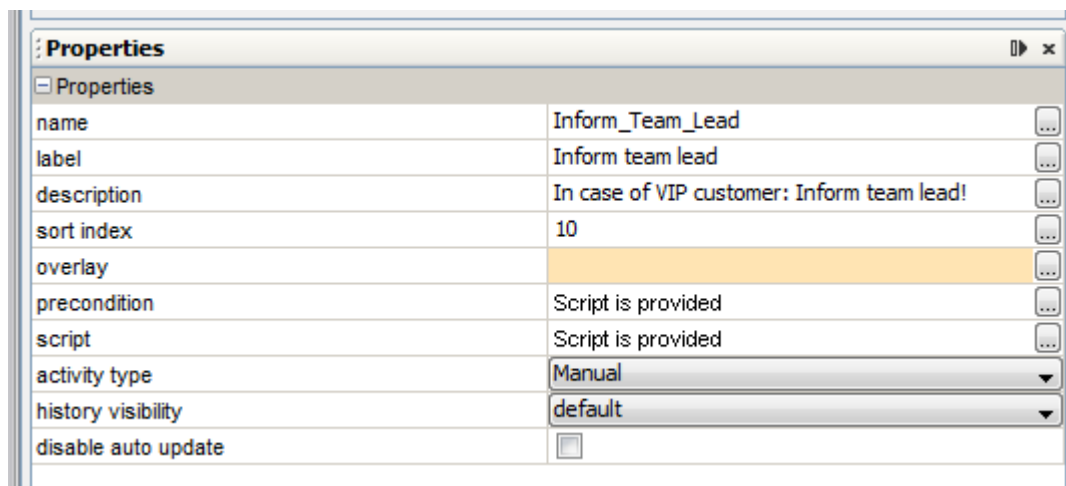 Properties
Properties
name Inform_Team_Lead ...
label Inform team lead ...
description In case of VIP customer: Inform team lead! ...
sort index 10 ...
overlay ...
precondition Script is provided ...
script Script is provided ...
activity type Manual
history visibility default
disable auto update